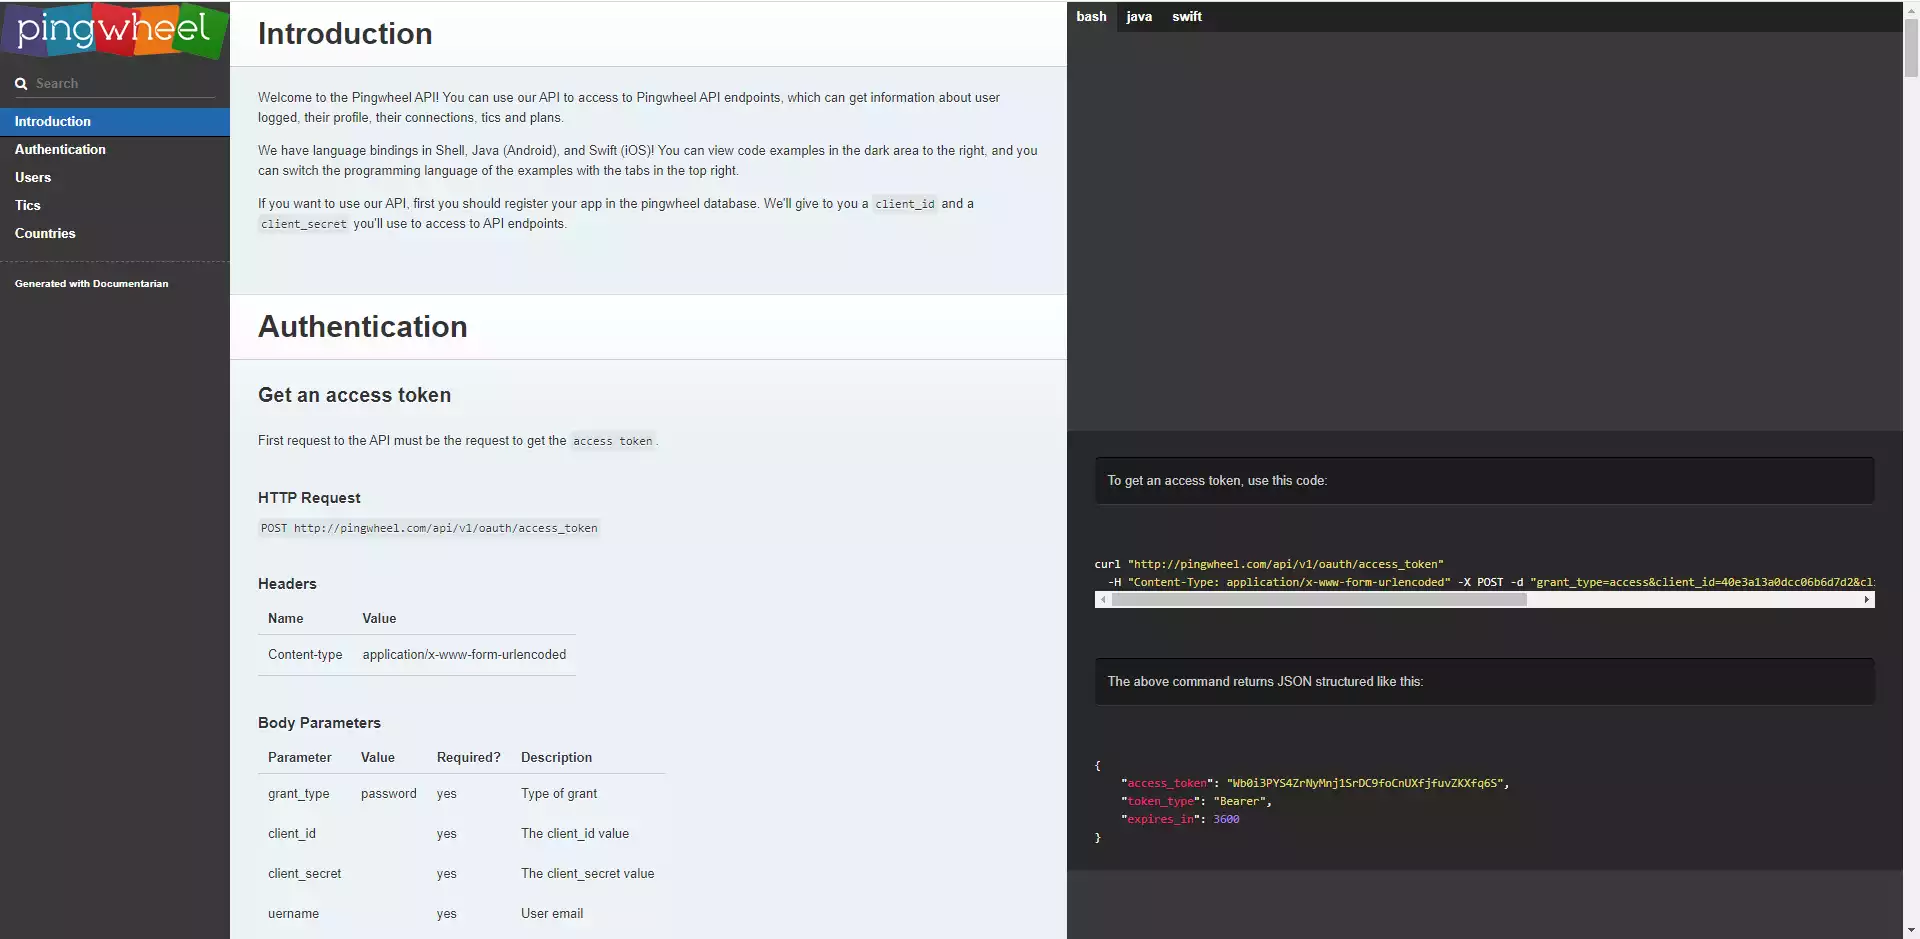 pingwheel
Search
Introduction
Authentication
Users
Tics
Countries
Generated with Documentarian
Introduction
Welcome to the Pingwheel API! You can use our API to access to Pingwheel API endpoints, which can get information about user
logged, their profile, their connections, tics and plans.
We have language bindings in Shell, Java (Android), and Swift (iOS)! You can view code examples in the dark area to the right, and you
can switch the programming language of the examples with the tabs in the top right.
If you want to use our API, first you should register your app in the pingwheel database. We'll give to you a client_id and a
client_secret you'll use to access to API endpoints.
Authentication
Get an access token
First request to the API must be the request to get the access token.
HTTP Request
POST http://pingwheel.com/api/v1/oauth/access_token
Headers
Name Value
Content-type application/x-www-form-urlencoded
Body Parameters
Parameter Value Required? Description
grant_type password yes Type of grant
client_id yes The client_id value
client_secret yes The client_secret value
uername yes User email
bash java swift
To get an access token, use this code:
curl "http://pingwheel.com/api/v1/oauth/access_token"
-H "Content-Type: application/x-www-form-urlencoded" -X POST -d "grant_type=access&client_id=40e3a13a0dcc06b6d7d2&cl
The above command returns JSON structured like this:
{
"access_token": "Wb0i3PYS4ZrNyMnj1SrDC9foCnUXfjfuvZKXfq6S",
"token_type": "Bearer",
"expires_in": 3600
}